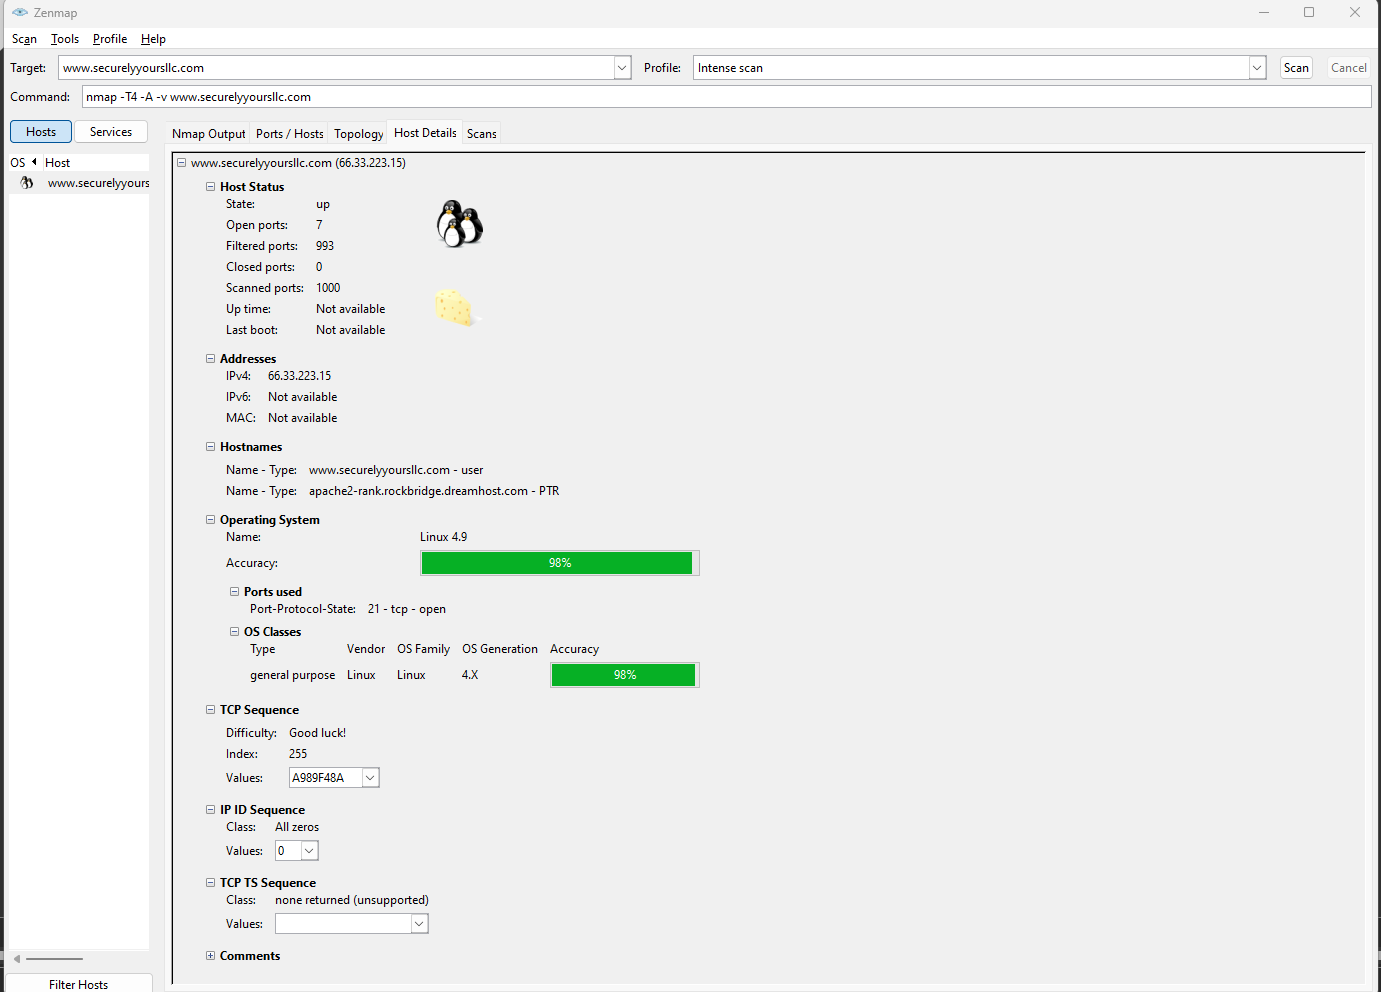 Zenmap
Scan Tools Profile Help
Target: www.securelyyoursllc.com Profile: Intense scan Scan Cancel
Command: nmap -T4 -A -v www.securelyyoursllc.com
Hosts Services Nmap Output Ports / Hosts Topology Host Details Scans
OS Host
www.securelyyours
www.securelyyoursllc.com (66.33.223.15)
Host Status
State: up
Open ports: 7
Filtered ports: 993
Closed ports: 0
Scanned ports: 1000
Up time: Not available
Last boot: Not available
Addresses
IPv4: 66.33.223.15
IPv6: Not available
MAC: Not available
Hostnames
Name - Type: www.securelyyoursllc.com - user
Name - Type: apache2-rank.rockbridge.dreamhost.com - PTR
Operating System
Name: Linux 4.9
Accuracy: 98%
Ports used
Port-Protocol-State: 21 - tcp - open
OS Classes
Type Vendor OS Family OS Generation Accuracy
general purpose Linux Linux 4.X 98%
TCP Sequence
Difficulty: Good luck!
Index: 255
Values: A989F48A
IP ID Sequence
Class: All zeros
Values: 0
TCP TS Sequence
Class: none returned (unsupported)
Values:
Comments
Filter Hosts